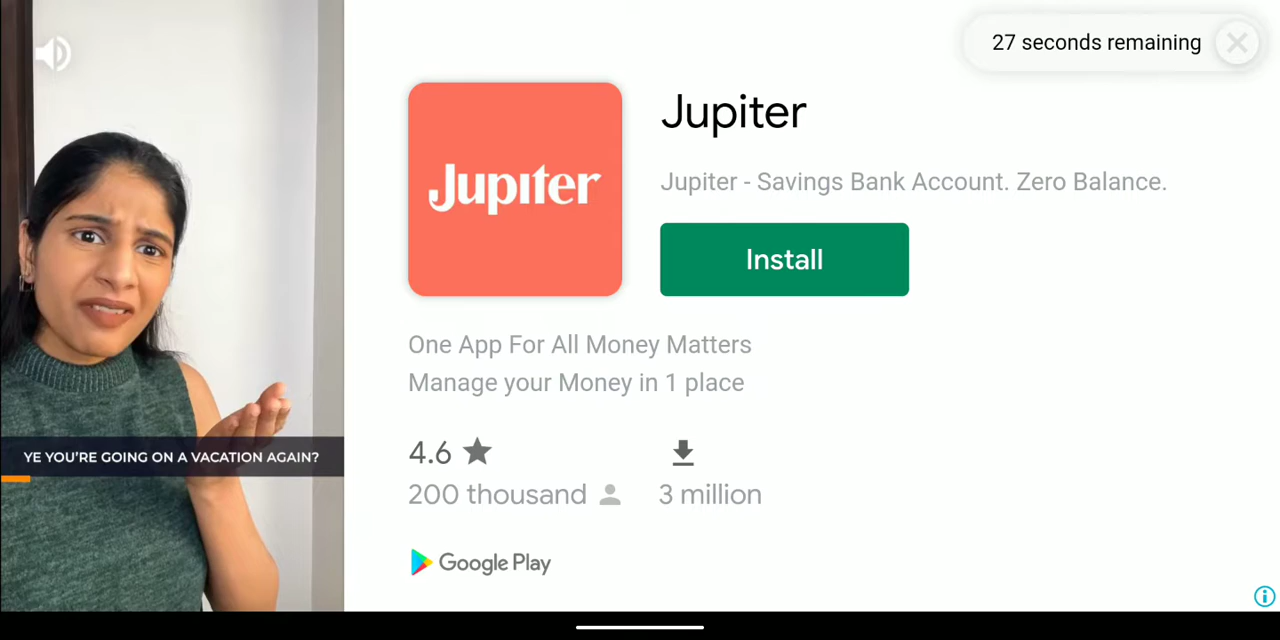 27 seconds remaining
Jupiter
Jupiter
Jupiter - Savings Bank Account. Zero Balance.
Install
One App For All Money Matters
Manage your Money in 1 place
4.6
200 thousand
3 million
YE YOU'RE GOING ON A VACATION AGAIN?
Google Play